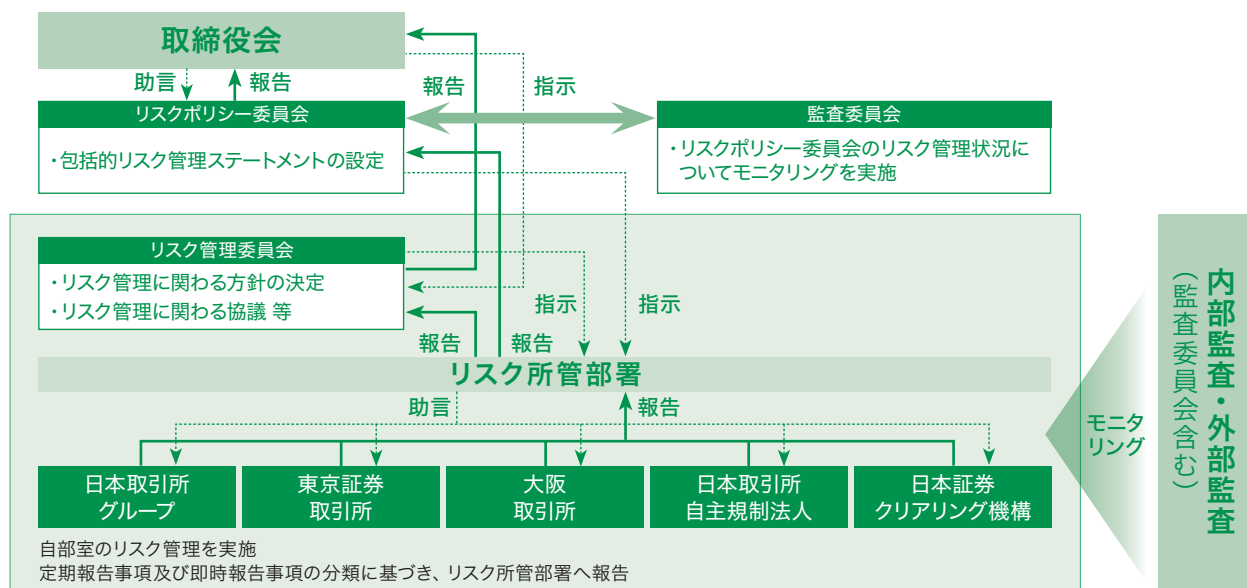 取締役会
助言
報告
報告
指示
リスクポリシー委員会
・包括的リスク管理ステートメントの設定
監査委員会
・リスクポリシー委員会のリスク管理状況に
ついてモニタリングを実施
リスク管理委員会
・リスク管理に関わる方針の決定
・リスク管理に関わる協議 等
指示
指示
報告
報告
リスク所管部署
助言
報告
日本取引所
グループ
東京証券
取引所
大阪
取引所
日本取引所
自主規制法人
日本証券
クリアリング機構
自部室のリスク管理を実施
定期報告事項及び即時報告事項の分類に基づき、リスク所管部署へ報告
モニタ
リング
内部監査・外部監査
（監査委員会含む）